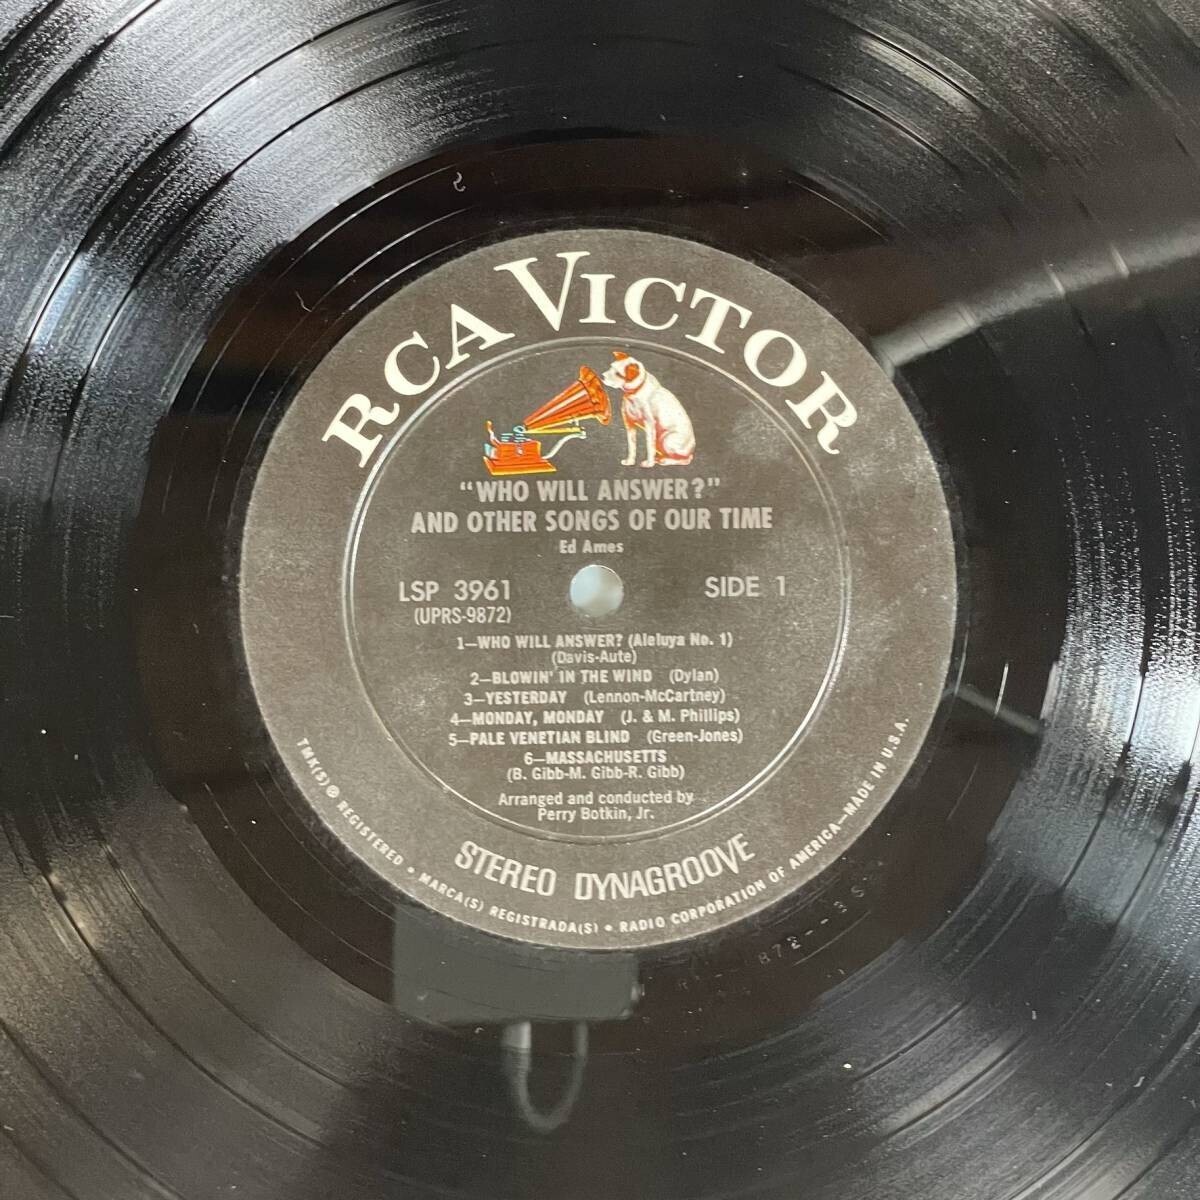 RCA VICTOR
"WHO WILL ANSWER?"
AND OTHER SONGS OF OUR TIME
Ed Ames
LSP 3961
(UPRS-9872)
SIDE 1
1—WHO WILL ANSWER? (Aleluya No. 1)
(Davis-Aute)
2—BLOWIN' IN THE WIND (Dylan)
3—YESTERDAY (Lennon-McCartney)
4—MONDAY, MONDAY (J. & M. Phillips)
5—PALE VENETIAN BLIND (Green-Jones)
6—MASSACHUSETTS
(B. Gibb-M. Gibb-R. Gibb)
Arranged and conducted by
Perry Botkin, Jr.
STEREO DYNAGROOVE
TMK(S) ® REGISTERED • MARCA(S) REGISTRADA(S) • RADIO CORPORATION OF AMERICA—MADE IN U.S.A.